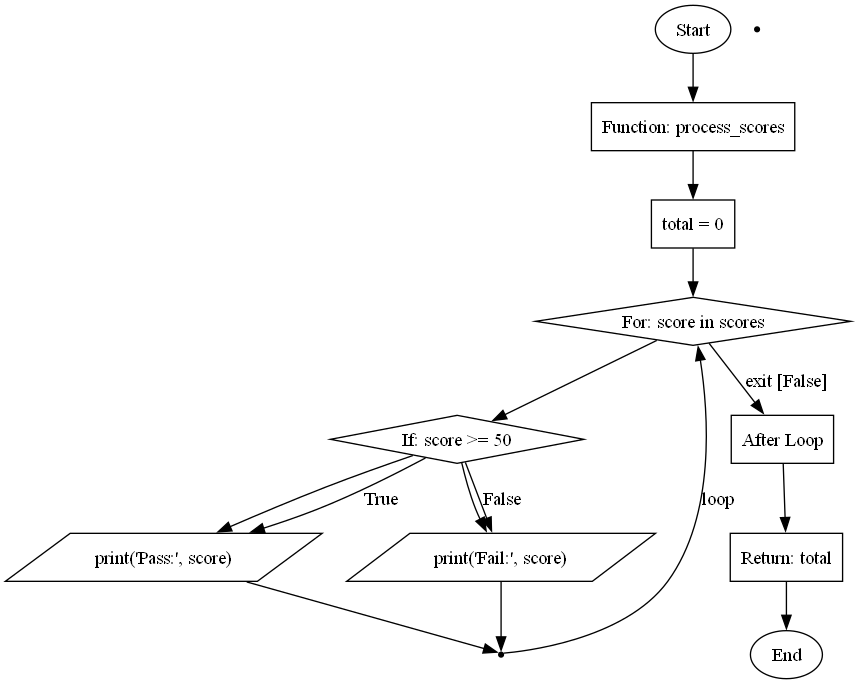 Start
Function: process_scores
total = 0
For: score in scores
exit [False]
If: score >= 50
After Loop
True
False
loop
print('Pass:', score)
print('Fail:', score)
Return: total
End